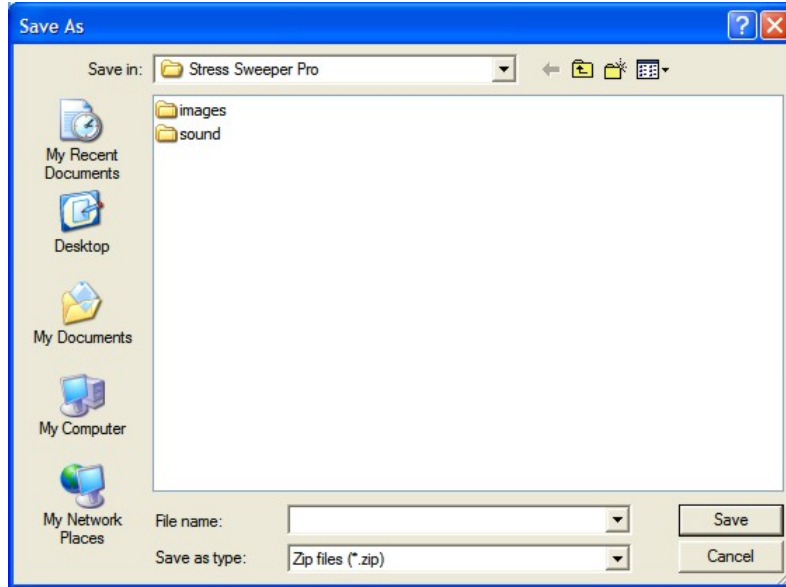 Save As
Save in: Stress Sweeper Pro
images
sound
My Recent
Documents
Desktop
My Documents
My Computer
My Network
Places
File name:
Save
Save as type: Zip files (*.zip)
Cancel